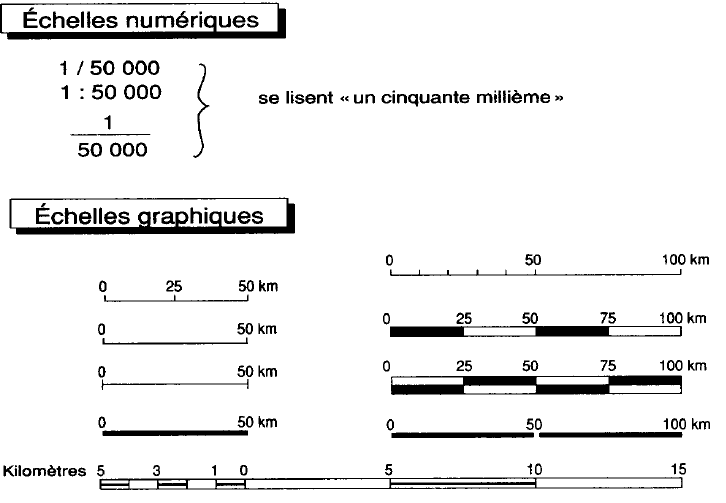 Échelles numériques
1 / 50 000
1 : 50 000
1
50 000
se lisent « un cinquante millième »
Échelles graphiques
0 25 50 km
0 50 km
0 50 km
0 50 km
0 50 100 km
0 25 50 75 100 km
0 25 50 75 100 km
0 50 100 km
Kilomètres 5 3 1 0 5 10 15